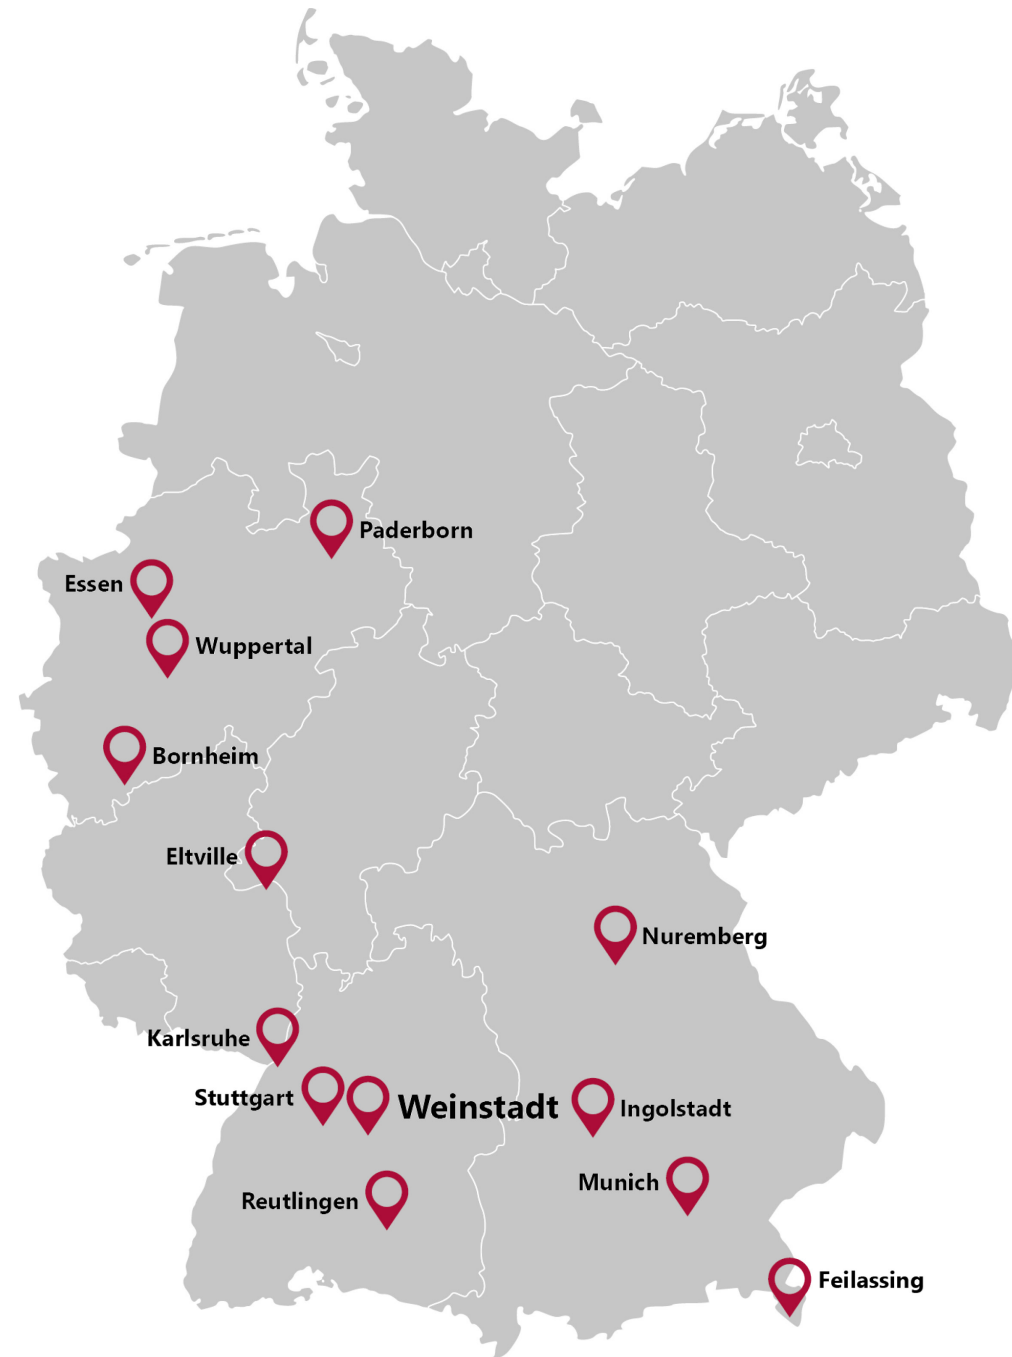 Paderborn
Essen
Wuppertal
Bornheim
Eltville
Nuremberg
Karlsruhe
Stuttgart
Weinstadt
Ingolstadt
Munich
Reutlingen
Feilassing